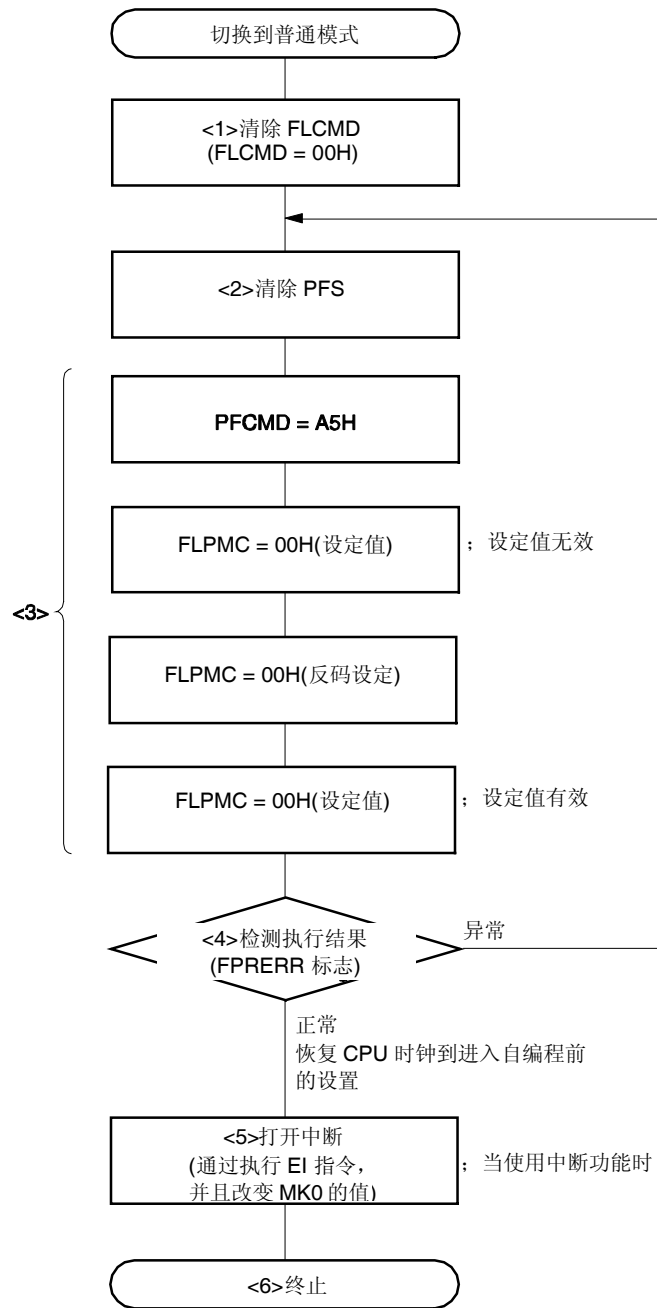 切换到普通模式
<1>清除 FLCMD
(FLCMD = 00H)
<2>清除 PFS
PFCMD = A5H
FLPMC = 00H(设定值)
；设定值无效
<3>
FLPMC = 00H(反码设定)
FLPMC = 00H(设定值)
；设定值有效
<4>检测执行结果
(FPRERR 标志)
异常
正常
恢复 CPU 时钟到进入自编程前
的设置
<5>打开中断
(通过执行 EI 指令，
并且改变 MK0 的值)
；当使用中断功能时
<6>终止